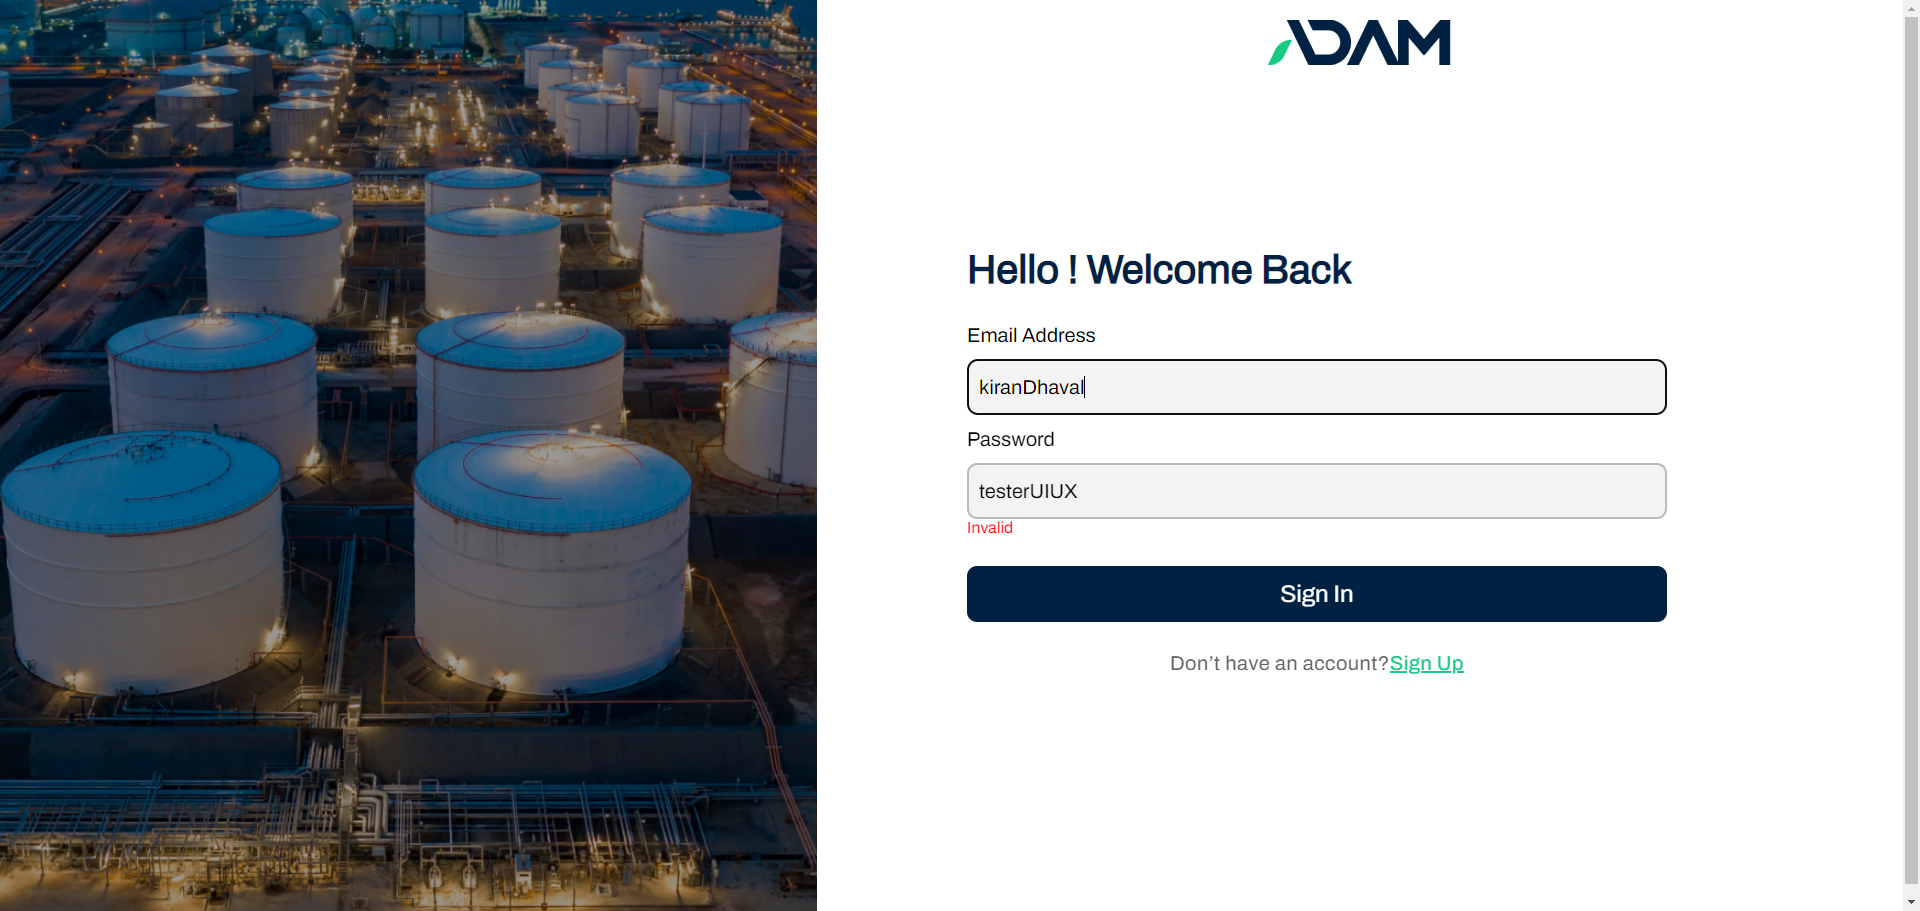 ADAM
Hello ! Welcome Back
Email Address
kiranDhaval
Password
testerUIUX
Invalid
Sign In
Don’t have an account?Sign Up